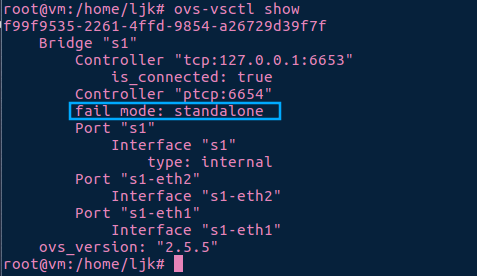 root@vm:/home/ljk# ovs-vsctl show
f99f9535-2261-4ffd-9854-a26729d39f7f
    Bridge "s1"
        Controller "tcp:127.0.0.1:6653"
            is_connected: true
        Controller "ptcp:6654"
        fail_mode: standalone
        Port "s1"
            Interface "s1"
                type: internal
        Port "s1-eth2"
            Interface "s1-eth2"
        Port "s1-eth1"
            Interface "s1-eth1"
    ovs_version: "2.5.5"
root@vm:/home/ljk#